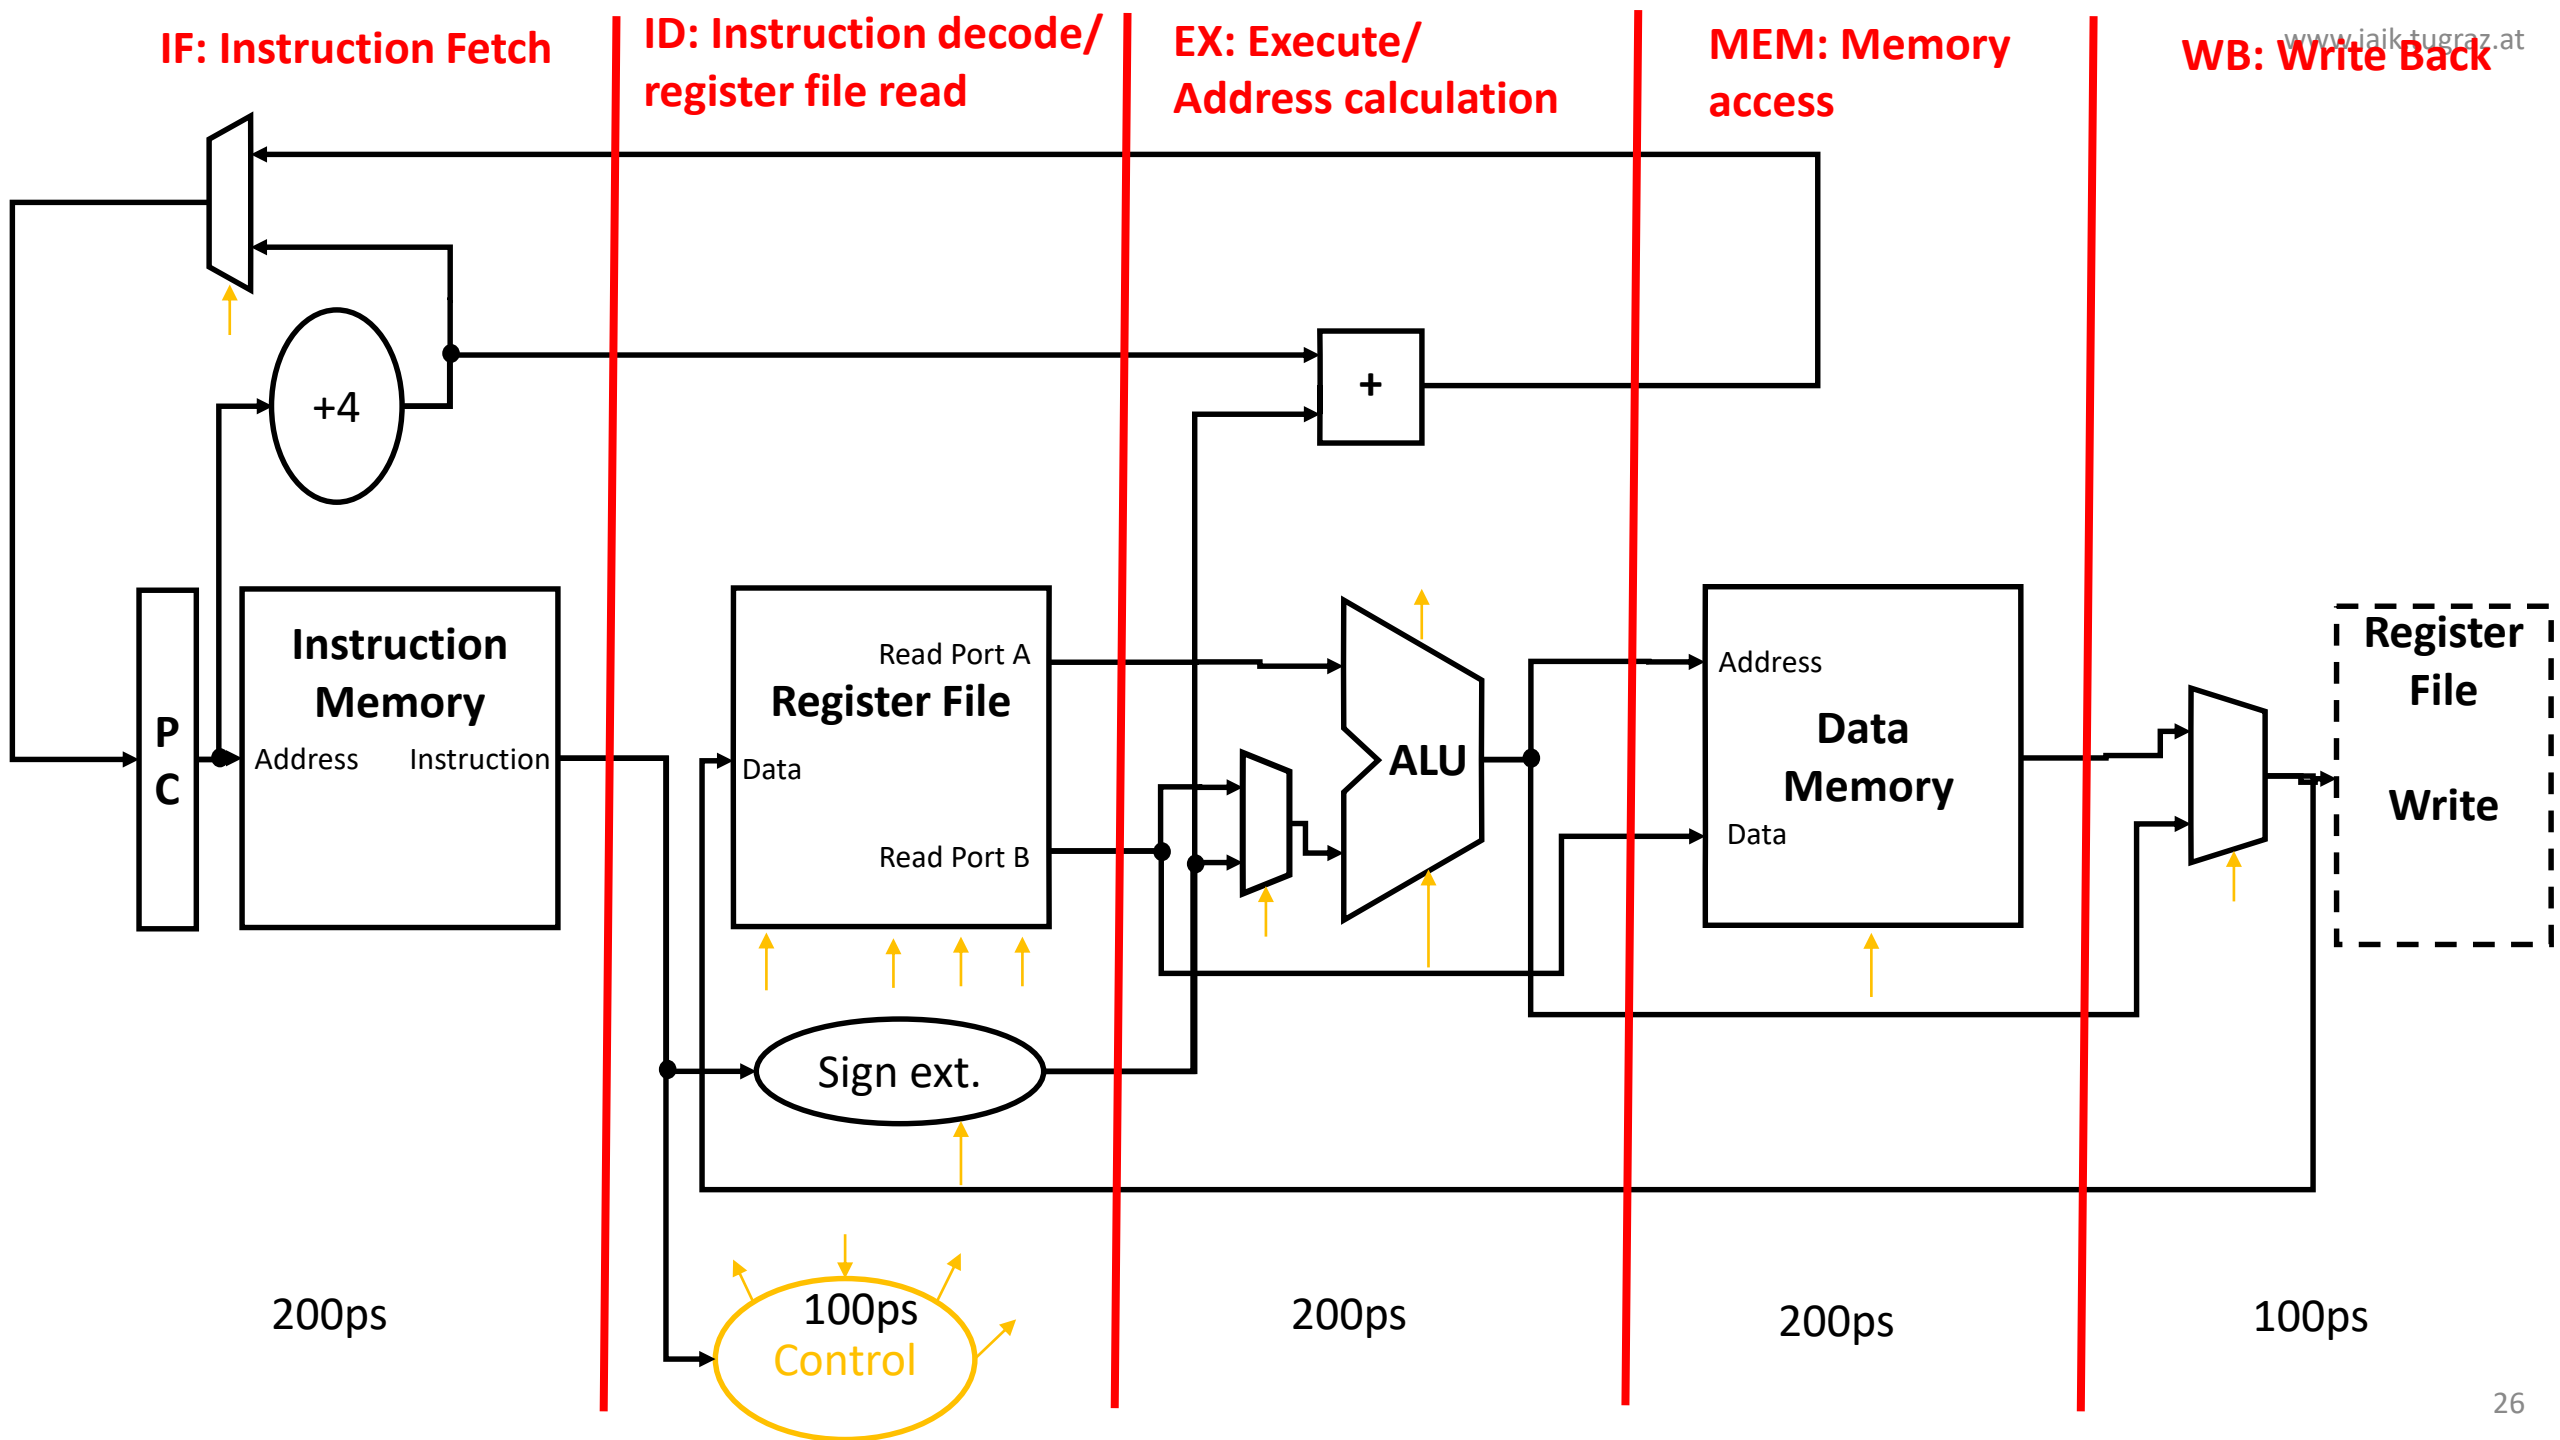 IF: Instruction Fetch
ID: Instruction decode/
register file read
EX: Execute/
Address calculation
MEM: Memory
access
www.iaik.tugraz.at
WB: Write Back
+4
+
P
C
Instruction
Memory
Address
Instruction
Read Port A
Register File
Data
Read Port B
ALU
Address
Data
Memory
Data
Register
File
Write
Sign ext.
200ps
100ps
Control
200ps
200ps
100ps
26